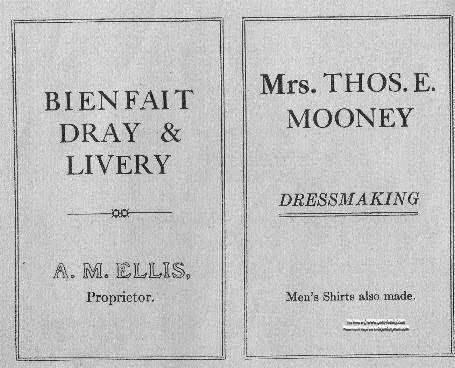 BIENFAIT
DRAY &
LIVERY
A. M. ELLIS,
Proprietor.
Mrs. THOS. E.
MOONEY
DRESSMAKING
Men's Shirts also made.